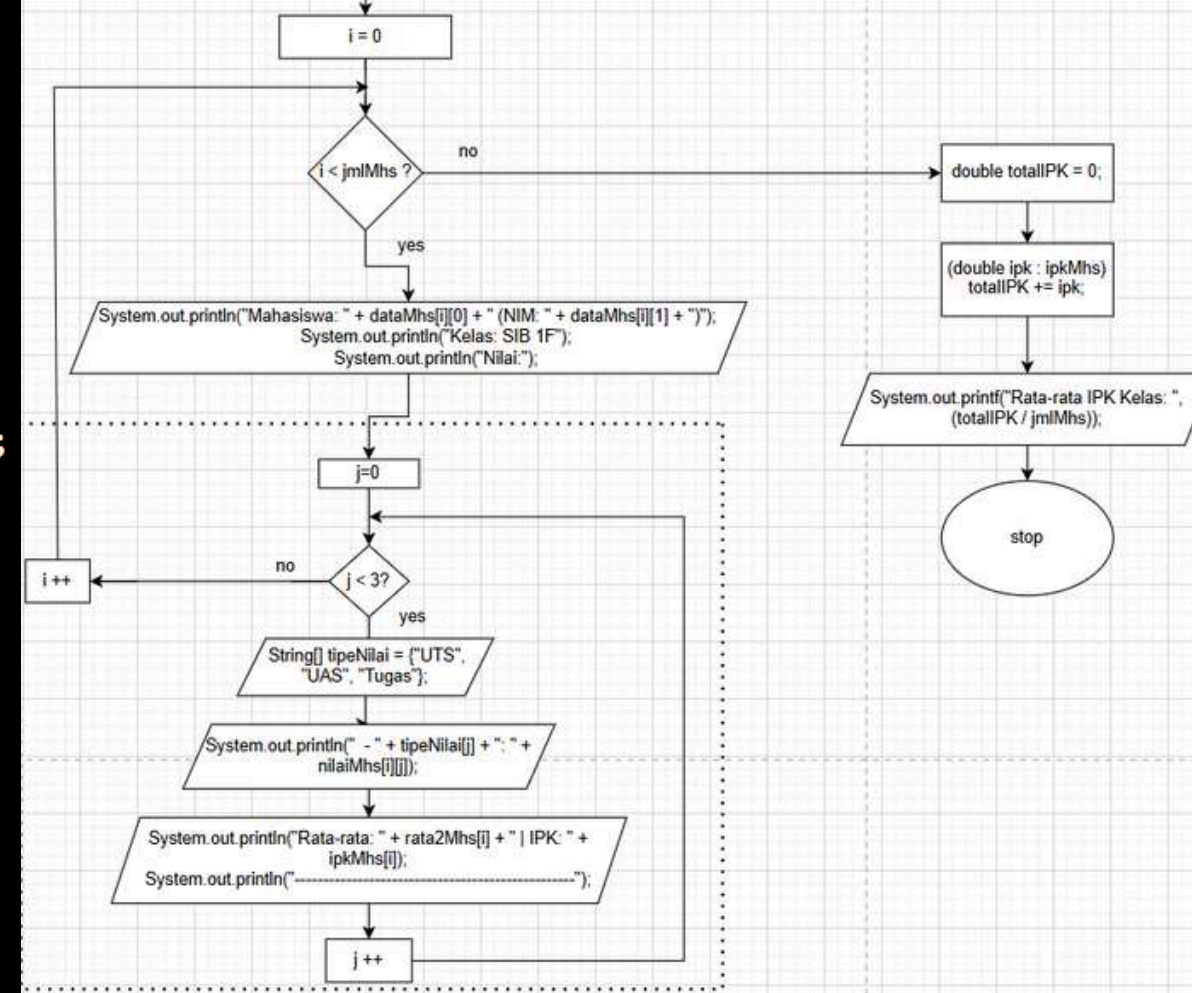 i = 0
i < jmlMhs ?
no
yes
System.out.println("Mahasiswa: " + dataMhs[i][0] + " (NIM: " + dataMhs[i][1] + ")");
System.out.println("Kelas: SIB 1F");
System.out.println("Nilai:");
j=0
j < 3?
no
yes
i ++
String[] tipeNilai = {"UTS",
"UAS", "Tugas"};
System.out.println(" - " + tipeNilai[j] + ": " +
nilaiMhs[i][j]);
System.out.println("Rata-rata: " + rata2Mhs[i] + " | IPK: " +
ipkMhs[i]);
System.out.println("-----------------------------------------------");
j ++
double totalIPK = 0;
(double ipk : ipkMhs)
totalIPK += ipk;
System.out.printf("Rata-rata IPK Kelas: ",
(totalIPK / jmlMhs));
stop